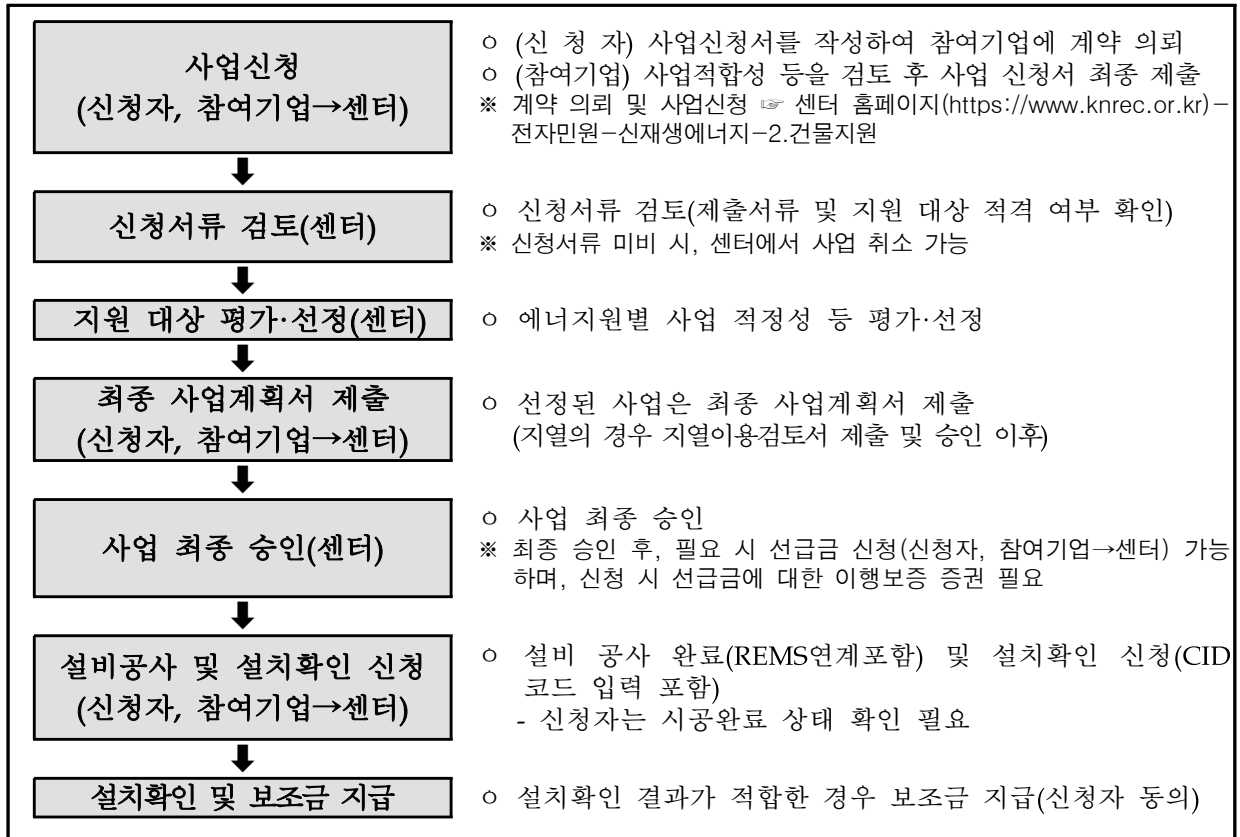 사업신청
(신청자, 참여기업→센터)
ㅇ (신 청 자) 사업신청서를 작성하여 참여기업에 계약 의뢰
ㅇ (참여기업) 사업적합성 등을 검토 후 사업 신청서 최종 제출
※ 계약 의뢰 및 사업신청 ☞ 센터 홈페이지(https://www.knrec.or.kr)-
전자민원-신재생에너지-2.건물지원
신청서류 검토(센터)
ㅇ 신청서류 검토(제출서류 및 지원 대상 적격 여부 확인)
※ 신청서류 미비 시, 센터에서 사업 취소 가능
지원 대상 평가·선정(센터)
ㅇ 에너지원별 사업 적정성 등 평가·선정
최종 사업계획서 제출
(신청자, 참여기업→센터)
ㅇ 선정된 사업은 최종 사업계획서 제출
(지열의 경우 지열이용검토서 제출 및 승인 이후)
사업 최종 승인(센터)
ㅇ 사업 최종 승인
※ 최종 승인 후, 필요 시 선급금 신청(신청자, 참여기업→센터) 가능
하며, 신청 시 선급금에 대한 이행보증 증권 필요
설비공사 및 설치확인 신청
(신청자, 참여기업→센터)
ㅇ 설비 공사 완료(REMS연계포함) 및 설치확인 신청(CID
코드 입력 포함)
- 신청자는 시공완료 상태 확인 필요
설치확인 및 보조금 지급
ㅇ 설치확인 결과가 적합한 경우 보조금 지급(신청자 동의)